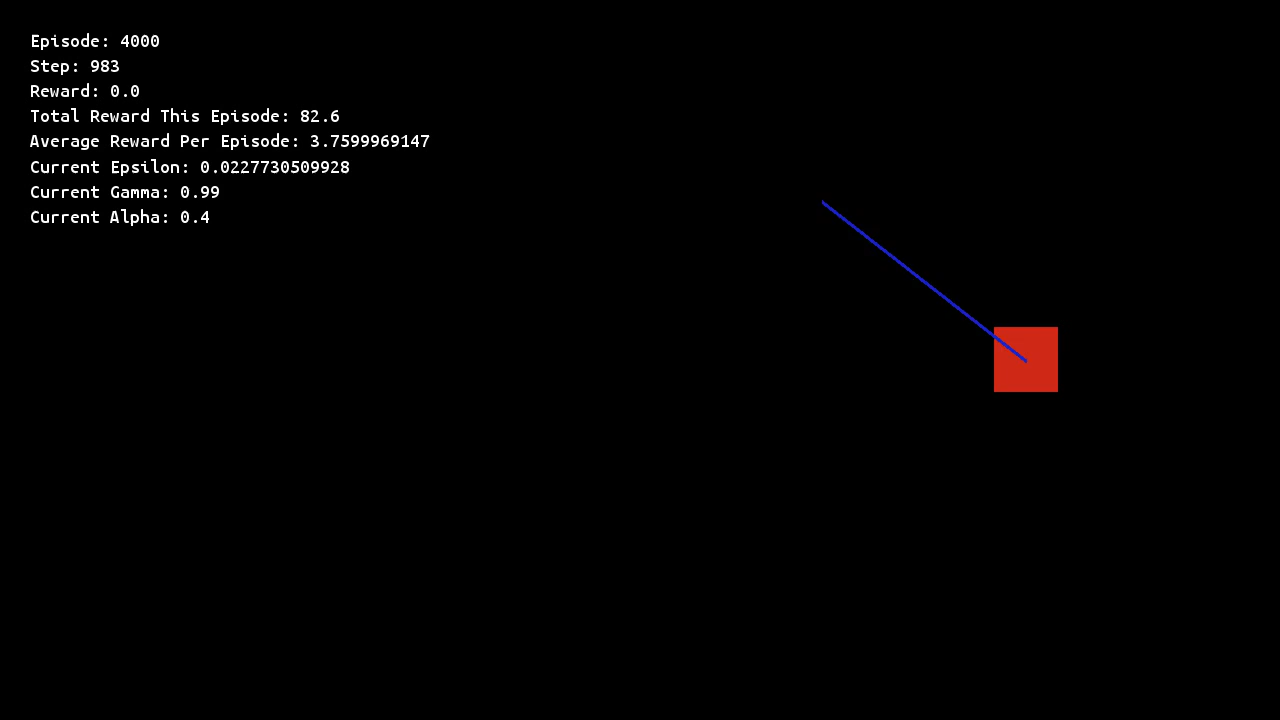 Episode: 4000
Step: 983
Reward: 0.0
Total Reward This Episode: 82.6
Average Reward Per Episode: 3.7599969147
Current Epsilon: 0.0227730509928
Current Gamma: 0.99
Current Alpha: 0.4